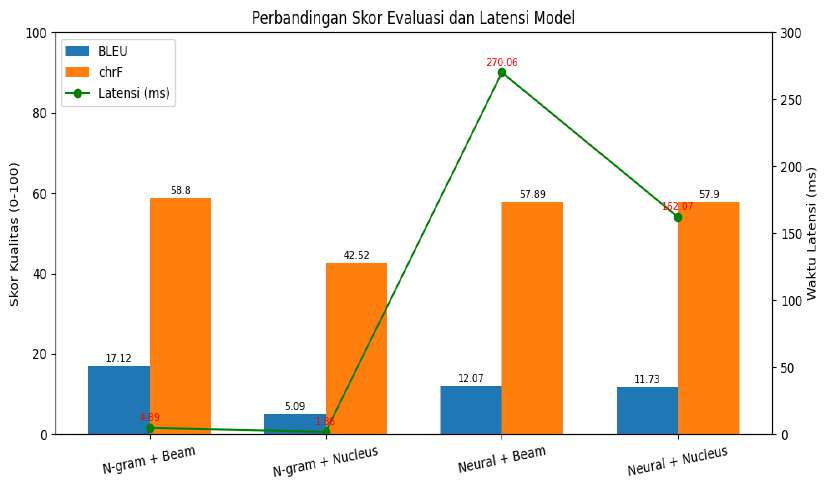 Perbandingan Skor Evaluasi dan Latensi Model
BLEU
chrF
Latensi (ms)
Skor Kualitas (0-100)
0
20
40
60
80
100
Waktu Latensi (ms)
0
50
100
150
200
250
300
17.12
58.8
5.09
42.52
12.07
57.89
11.73
57.9
270.06
162.07
N-gram + Beam
N-gram + Nucleus
Neural + Beam
Neural + Nucleus